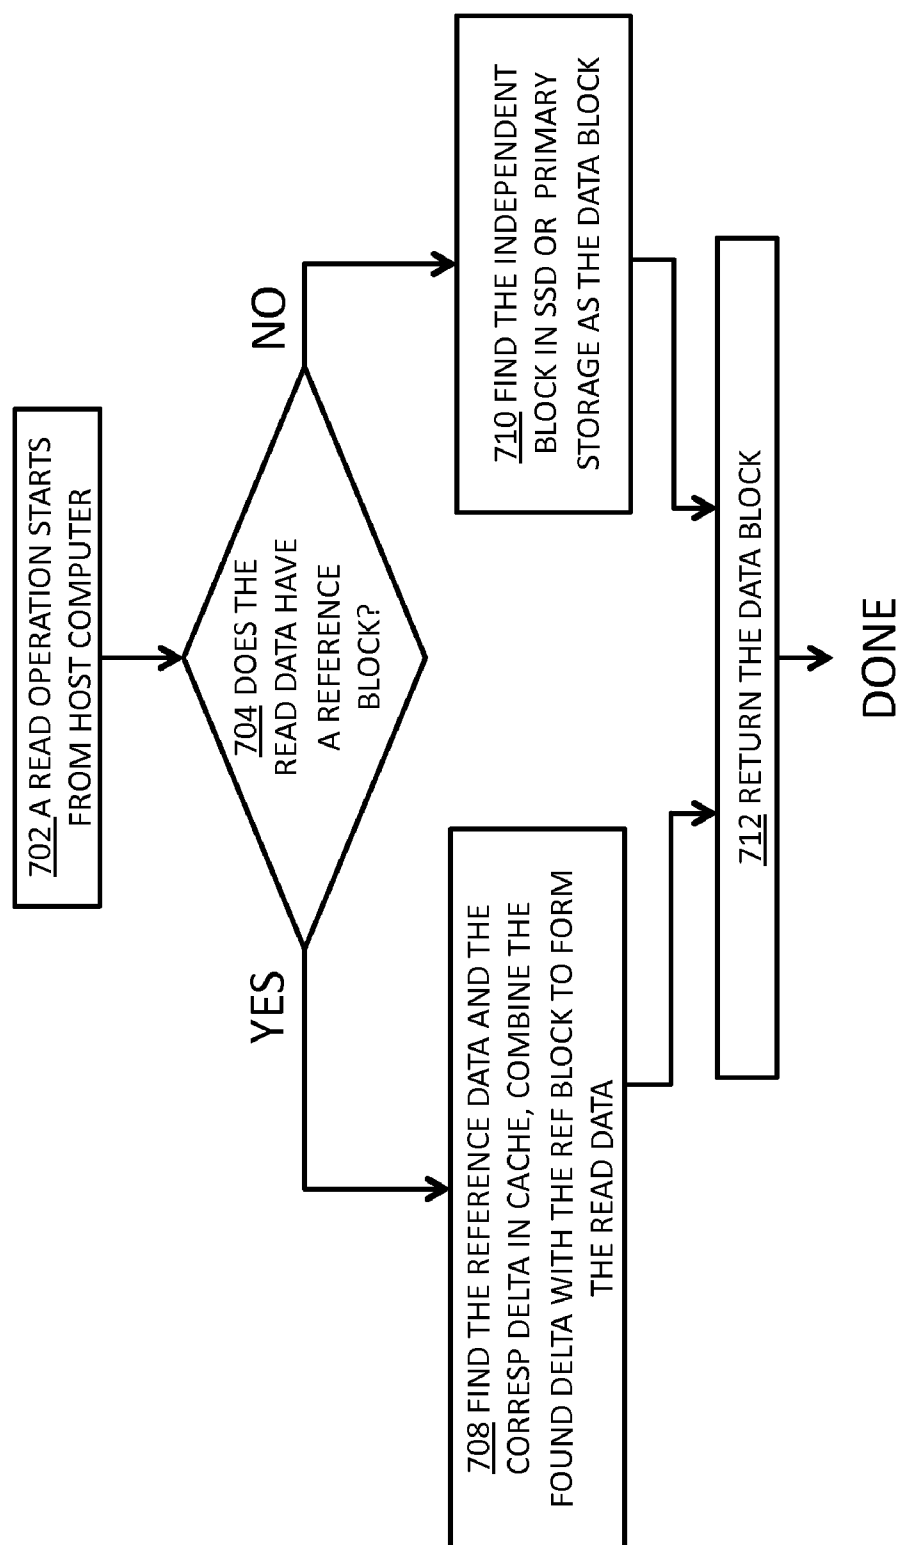 702 A READ OPERATION STARTS
FROM HOST COMPUTER
704 DOES THE
READ DATA HAVE
A REFERENCE
BLOCK?
YES
NO
708 FIND THE REFERENCE DATA AND THE
CORRESP DELTA IN CACHE, COMBINE THE
FOUND DELTA WITH THE REF BLOCK TO FORM
THE READ DATA
710 FIND THE INDEPENDENT
BLOCK IN SSD OR PRIMARY
STORAGE AS THE DATA BLOCK
712 RETURN THE DATA BLOCK
DONE